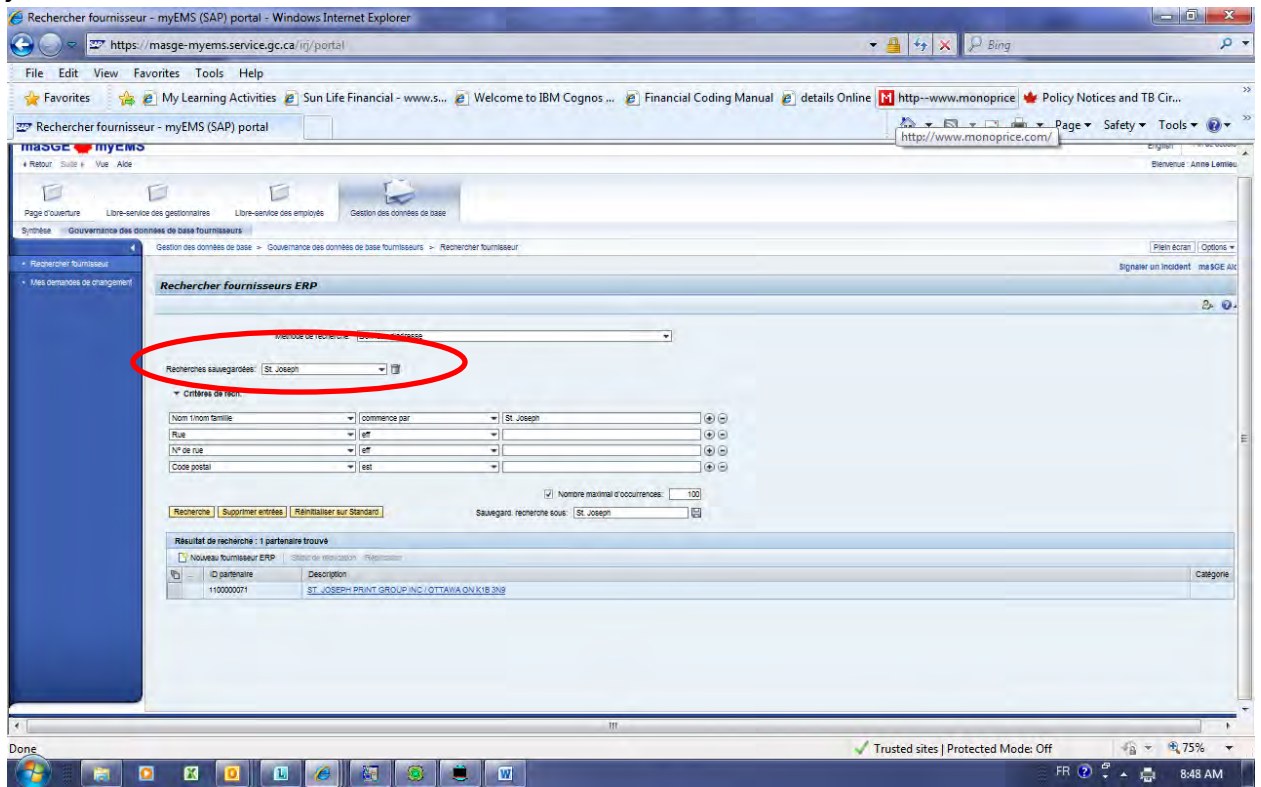 Rechercher fournisseur - myEMS (SAP) portal - Windows Internet Explorer
https://masge-myems.service.gc.ca/irj/portal
Bing
File Edit View Favorites Tools Help
Favorites My Learning Activities Sun Life Financial - www.s... Welcome to IBM Cognos ... Financial Coding Manual details Online http--www.monoprice Policy Notices and TB Cir...
Rechercher fournisseur - myEMS (SAP) portal Page Safety Tools
http://www.monoprice.com/
maSGE myEMS English
Retour Suite Vue Aide Bienvenue : Anne Lemieu
Page d'ouverture Libre-service des gestionnaires Libre-service des employés Gestion des données de base
Synthèse Gouvernance des données de base fournisseurs
Gestion des données de base > Gouvernance des données de base fournisseurs > Rechercher fournisseur Plein écran Options
Rechercher fournisseur
Signaler un incident maSGE Aid
Mes demandes de changement
Rechercher fournisseurs ERP
Méthode de recherche
Recherches sauvegardées: St. Joseph
Critères de rech.
Nom 1/nom famille commence par St. Joseph
Rue eff
N° de rue eff
Code postal est
Nombre maximal d'occurrences: 100
Recherche Supprimer entrées Réinitialiser sur Standard Sauvegard. recherche sous: St. Joseph
Résultat de recherche : 1 partenaire trouvé
Nouveau fournisseur ERP
ID partenaire Description Catégorie
1100000071 ST. JOSEPH PRINT GROUP INC / OTTAWA ON K1B 3N9
Done Trusted sites | Protected Mode: Off 75%
FR 8:48 AM